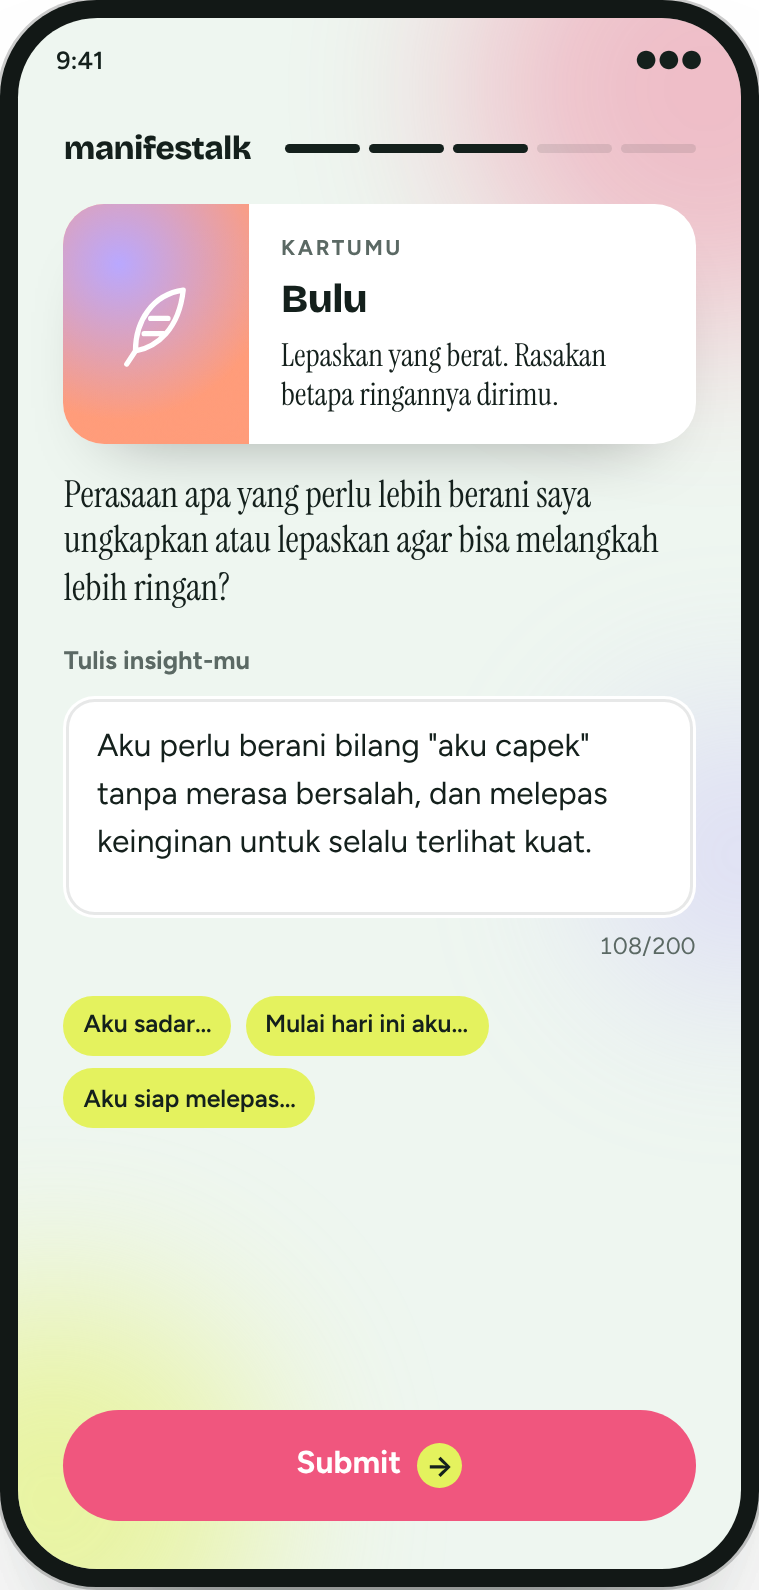 9:41
manifestalk
KARTUMU
Bulu
Lepaskan yang berat. Rasakan
betapa ringannya dirimu.
Perasaan apa yang perlu lebih berani saya
ungkapkan atau lepaskan agar bisa melangkah
lebih ringan?
Tulis insight-mu
Aku perlu berani bilang "aku capek"
tanpa merasa bersalah, dan melepas
keinginan untuk selalu terlihat kuat.
108/200
Aku sadar...
Mulai hari ini aku...
Aku siap melepas...
Submit